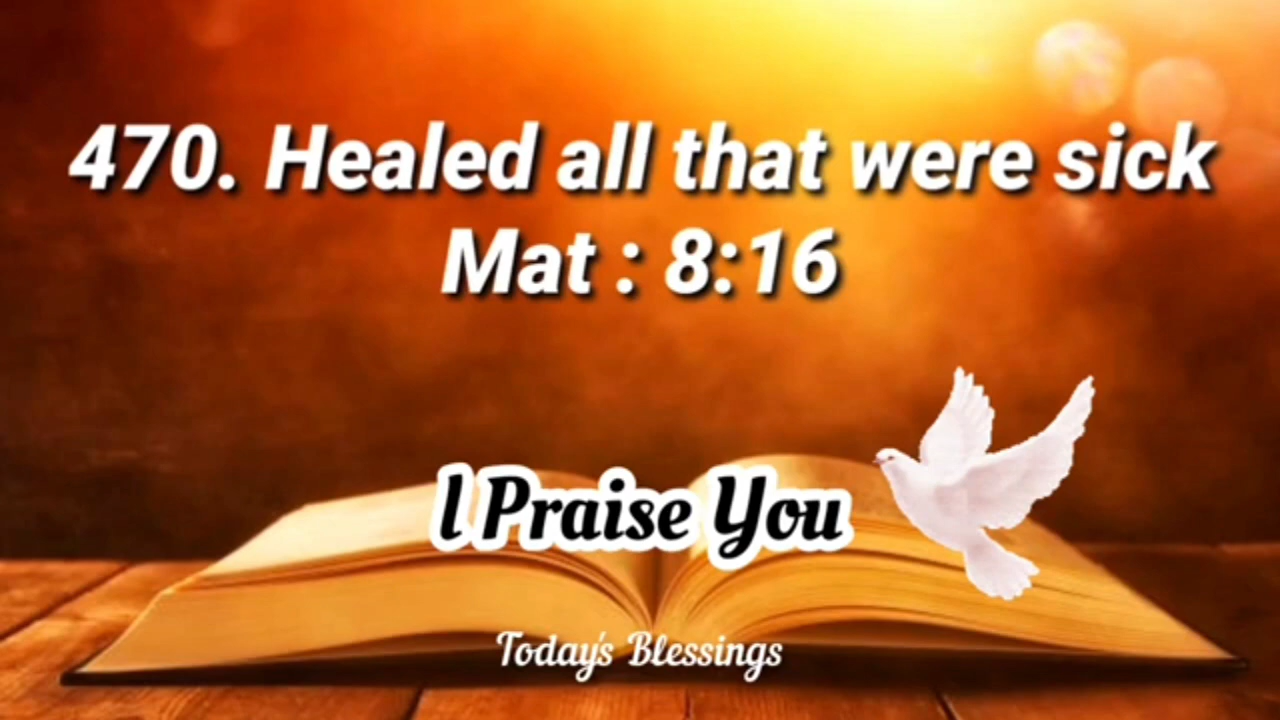 470. Healed all that were sick
Mat : 8:16
I Praise You
Today's Blessings